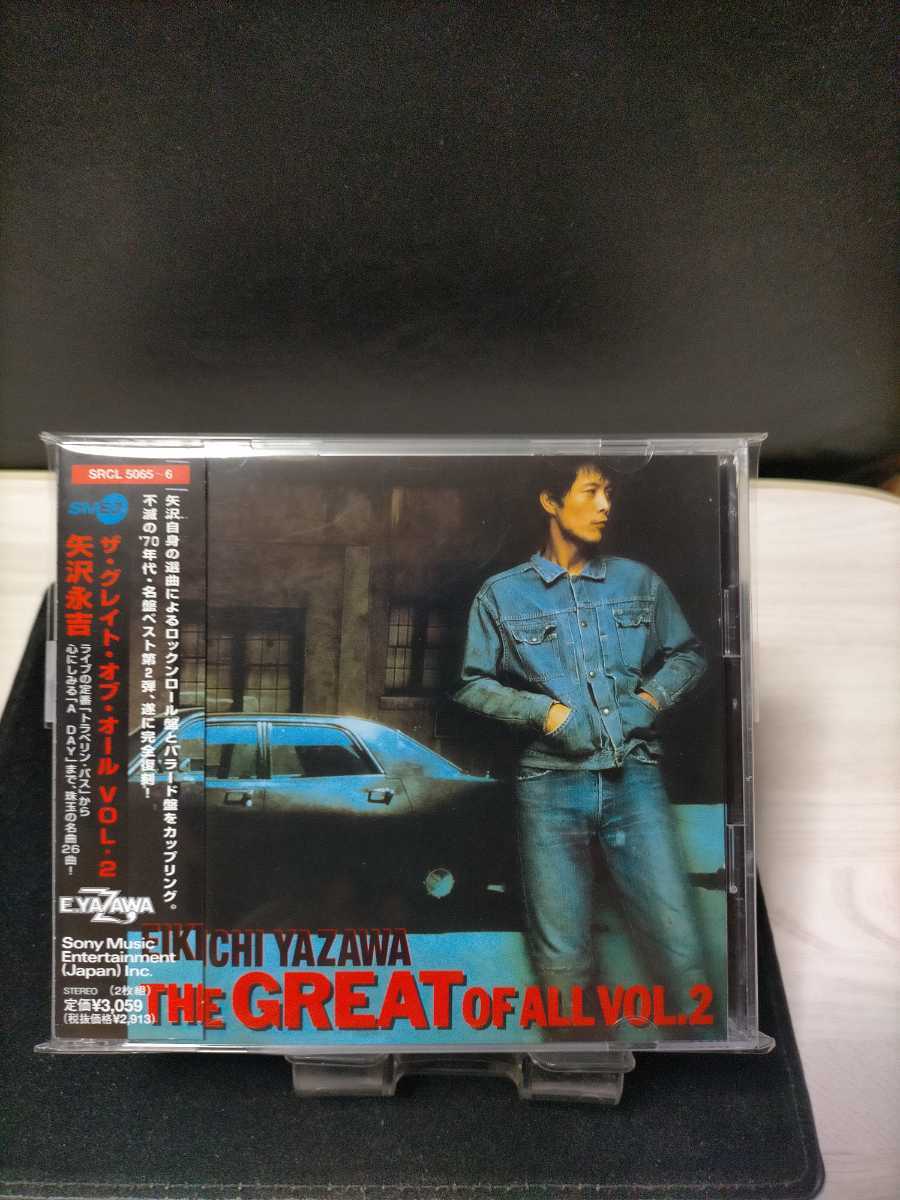 SRCL 5065~6
SMEJ
ザ・グレイト・オブ・オール VOL.2
矢沢永吉
「矢沢自身の選曲によるロックンロール盤とバラード盤をカップリング。
不滅の'70年代・名盤ベスト第2弾、遂に完全復刻!
ライブの定番「トラベリン・バス」から
心にしみる「A DAY」まで、珠玉の名曲26曲!
E.YAZAWA
Sony Music
Entertainment
(Japan) Inc.
STEREO (2枚組)
定価¥3,059
(税抜価格¥2,913)
EIKICHI YAZAWA
THE GREAT OF ALL VOL.2